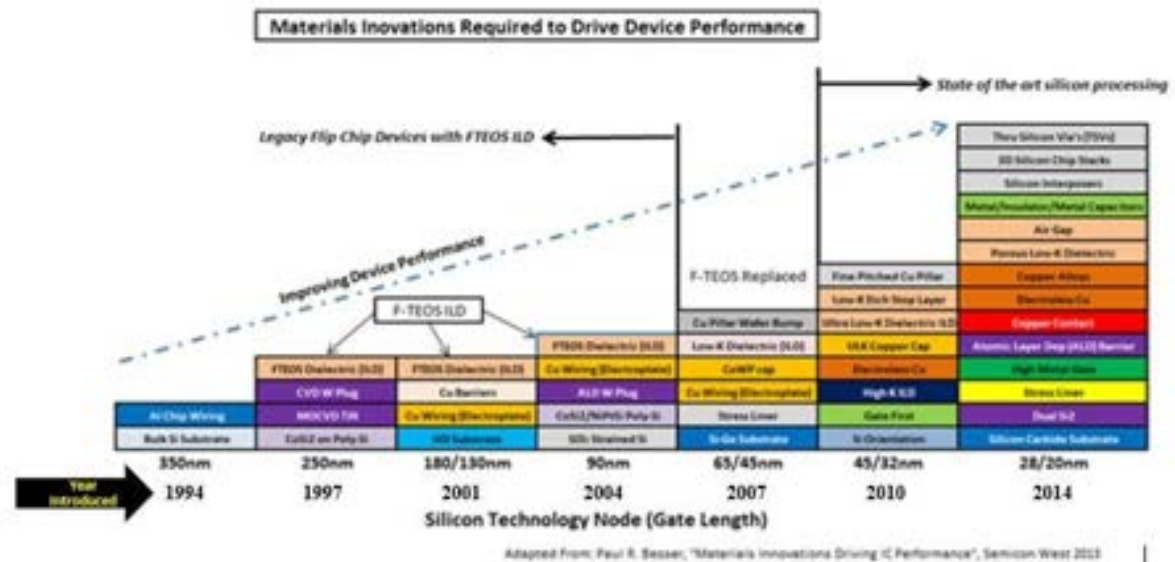 Materials Inovations Required to Drive Device Performance
State of the art silicon processing
Legacy Flip Chip Devices with FTEOS ILD
Improving Device Performance
F-TEOS ILD
F-TEOS Replaced
Al Chip Wiring
Bulk Si Substrate
FTEOS Dielectric (ILD)
CVD W Plug
MOCVD TiN
CoSi2 on Poly-Si
FTEOS Dielectric (ILD)
Cu Barriers
Cu Wiring (Electroplate)
SOI Substrate
FTEOS Dielectric (ILD)
Cu Wiring (Electroplate)
ALD W Plug
CoSi2/NiPtSi Poly-Si
Strained Si
Cu Pillar Wafer Bump
Low-K Dielectric (ILD)
CoWP cap
Cu Wiring (Electroplate)
Stress Liner
Si-Ge Substrate
Fine Pitched Cu Pillar
Low-K Etch Stop Layer
Ultra Low-K Dielectric ILD
ULK Copper Cap
Electroless Cu
High K ILD
Gate First
Si Orientation
Thru Silicon Via's (TSVs)
3D Silicon Chip Stacks
Silicon Interposers
Metal/Insulator/Metal Capacitors
Air Gap
Porous Low-K Dielectric
Copper Alloys
Electroless Cu
Copper Contact
Atomic Layer Dep (ALD) Barrier
High Metal Gate
Stress Liner
Dual
Silicon Carbide Substrate
350nm 250nm 180/130nm 90nm 65/45nm 45/32nm 28/20nm
Year Introduced
1994 1997 2001 2004 2007 2010 2014
Silicon Technology Node (Gate Length)
Adapted From: Paul R. Besser, "Materials Innovations Driving IC Performance", Semicon West 2013